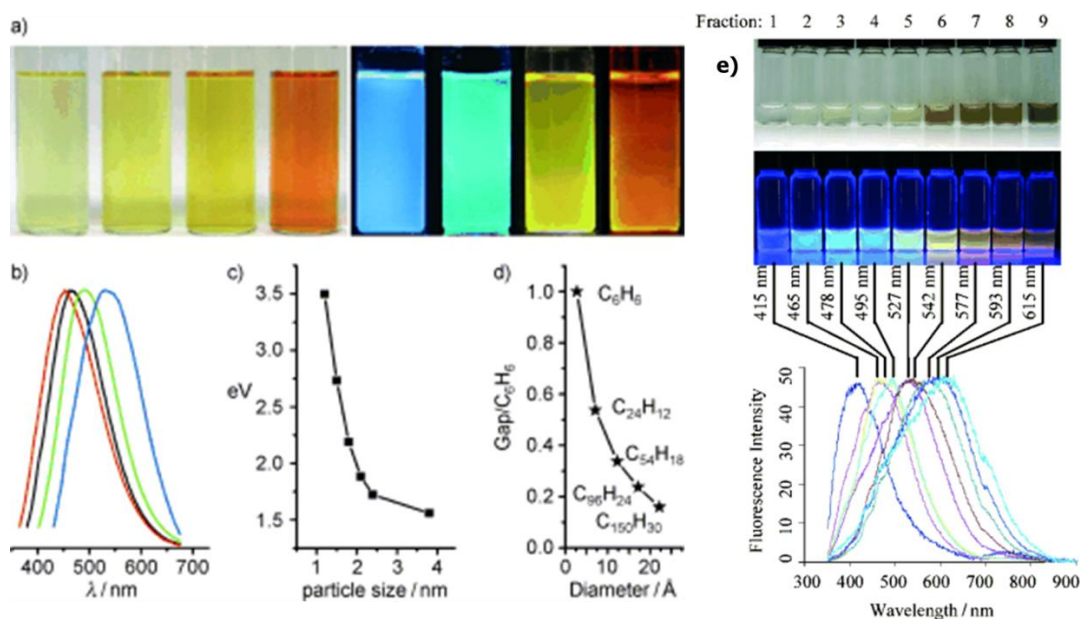 a)
b)
400 500 600 700
λ / nm
c)
3.5
3.0
2.5
2.0
1.5
eV
1 2 3 4
particle size / nm
d)
1.0
0.8
0.6
0.4
0.2
0.0
Gap/C6H6
C6H6
C24H12
C54H18
C96H24
C150H30
0 5 10 15 20 25
Diameter / Å
Fraction: 1 2 3 4 5 6 7 8 9
e)
415 nm
465 nm
478 nm
495 nm
527 nm
542 nm
577 nm
593 nm
615 nm
50
40
30
20
10
0
Fluorescence Intensity
300 400 500 600 700 800 900
Wavelength / nm